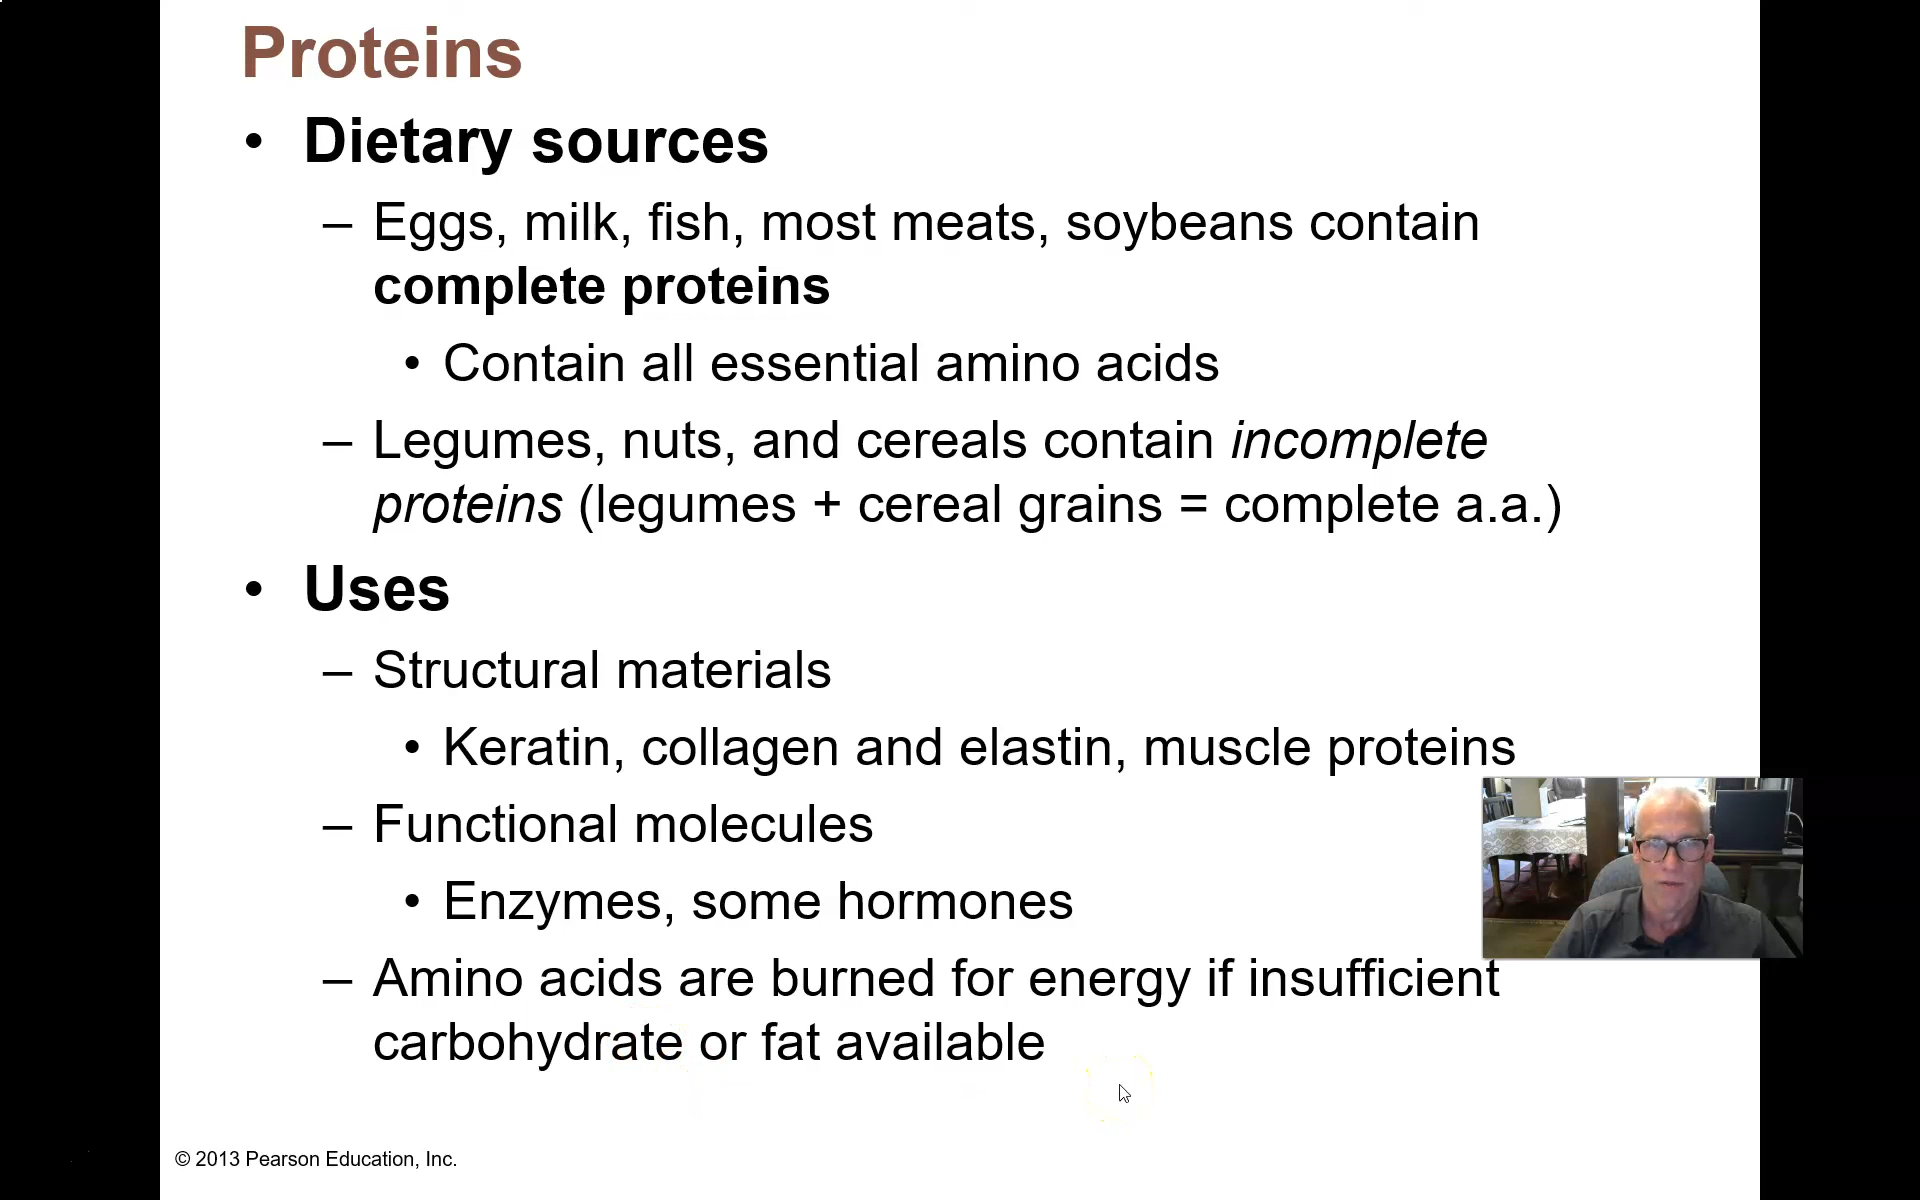 Proteins
• Dietary sources
– Eggs, milk, fish, most meats, soybeans contain
complete proteins
• Contain all essential amino acids
– Legumes, nuts, and cereals contain incomplete
proteins (legumes + cereal grains = complete a.a.)
• Uses
– Structural materials
• Keratin, collagen and elastin, muscle proteins
– Functional molecules
• Enzymes, some hormones
– Amino acids are burned for energy if insufficient
carbohydrate or fat available
© 2013 Pearson Education, Inc.